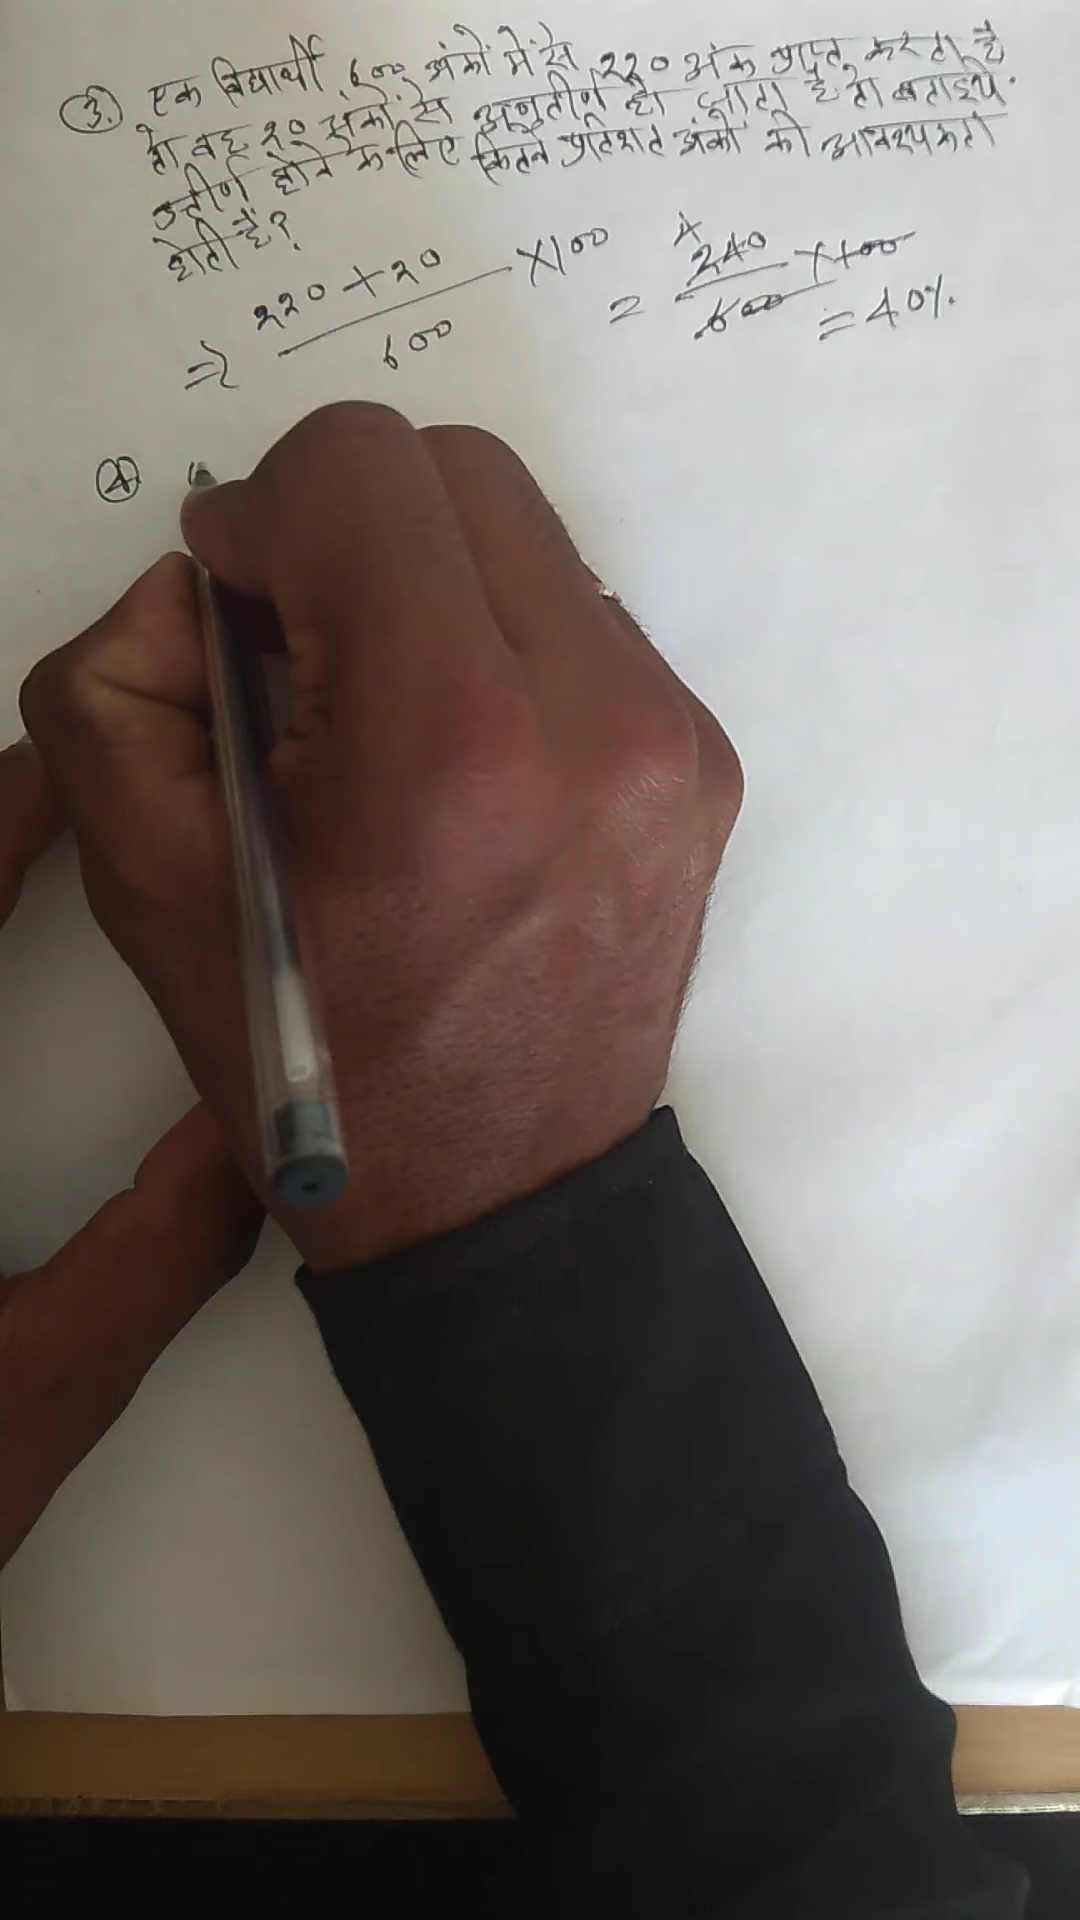 3. एक विद्यार्थी 600 अंकों में से 220 अंक प्राप्त करता है
तो वह 20 अंकों से अनुतीर्ण हो जाता है तो बताइये.
उत्तीर्ण होने के लिए कितने प्रतिशत अंकों की आवश्यकता
होती है?
=> 220 + 20 / 600 × 100 = 4 240 / 600 × 100 = 40%.
4